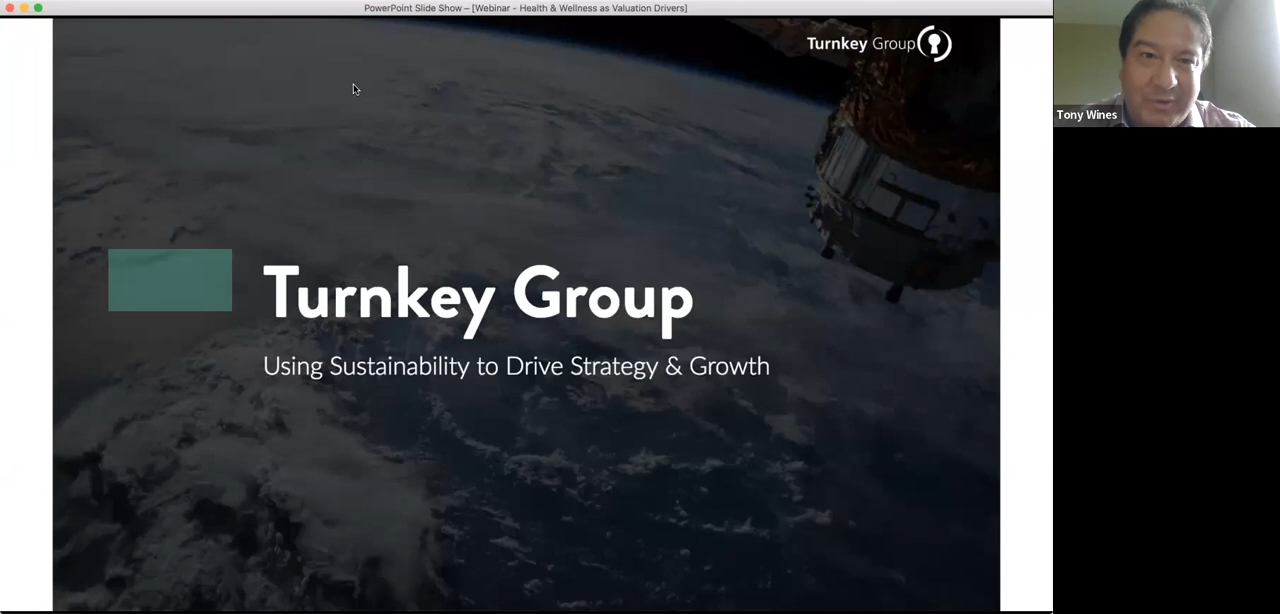 PowerPoint Slide Show – [Webinar - Health & Wellness as Valuation Drivers]
Turnkey Group
Tony Wines
Turnkey Group
Using Sustainability to Drive Strategy & Growth